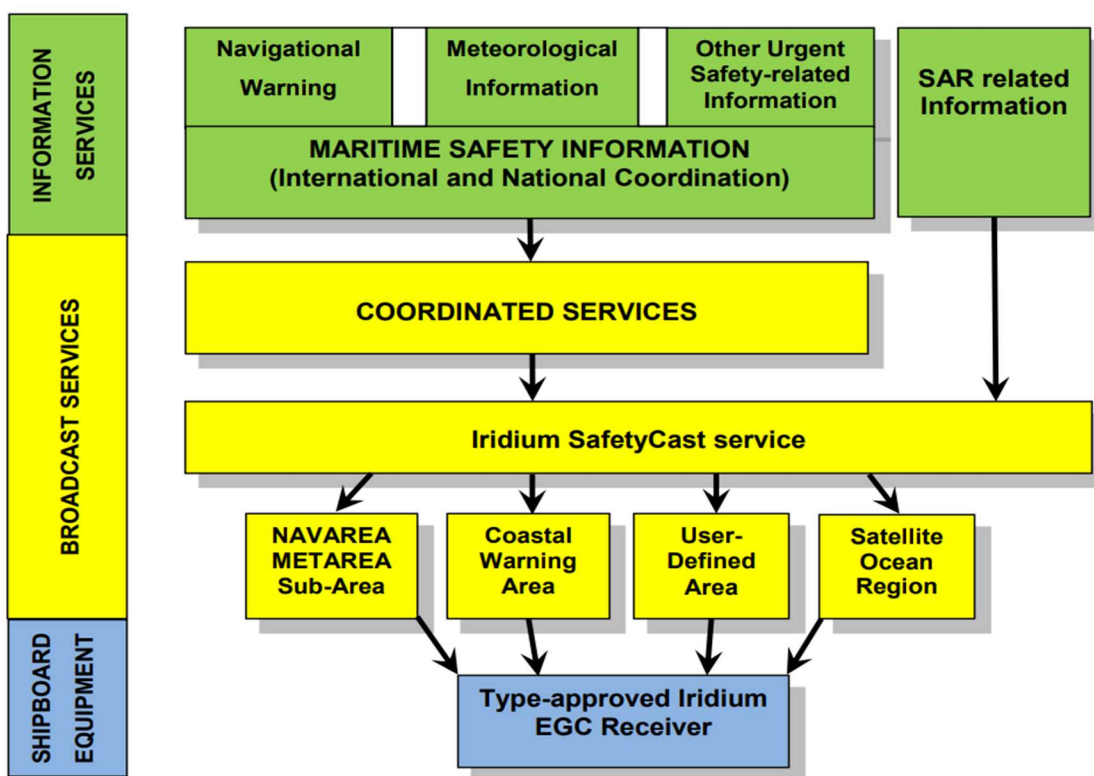 INFORMATION
SERVICES
Navigational
Warning
Meteorological
Information
Other Urgent
Safety-related
Information
SAR related
Information
MARITIME SAFETY INFORMATION
(International and National Coordination)
BROADCAST SERVICES
COORDINATED SERVICES
Iridium SafetyCast service
NAVAREA
METAREA
Sub-Area
Coastal
Warning
Area
User-
Defined
Area
Satellite
Ocean
Region
SHIPBOARD
EQUIPMENT
Type-approved Iridium
EGC Receiver